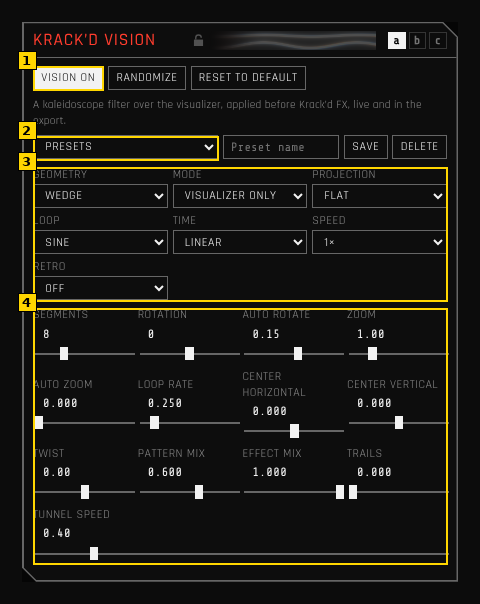 KRACK'D VISION
a b c
1
VISION ON RANDOMIZE RESET TO DEFAULT
A kaleidoscope filter over the visualizer, applied before Krack'd FX, live and in the
export.
2
PRESETS Preset name SAVE DELETE
3
GEOMETRY MODE PROJECTION
WEDGE VISUALIZER ONLY FLAT
LOOP TIME SPEED
SINE LINEAR 1×
RETRO
OFF
4
SEGMENTS ROTATION AUTO ROTATE ZOOM
8 0 0.15 1.00
AUTO ZOOM LOOP RATE CENTER HORIZONTAL CENTER VERTICAL
0.000 0.250 0.000 0.000
TWIST PATTERN MIX EFFECT MIX TRAILS
0.00 0.600 1.000 0.000
TUNNEL SPEED
0.40